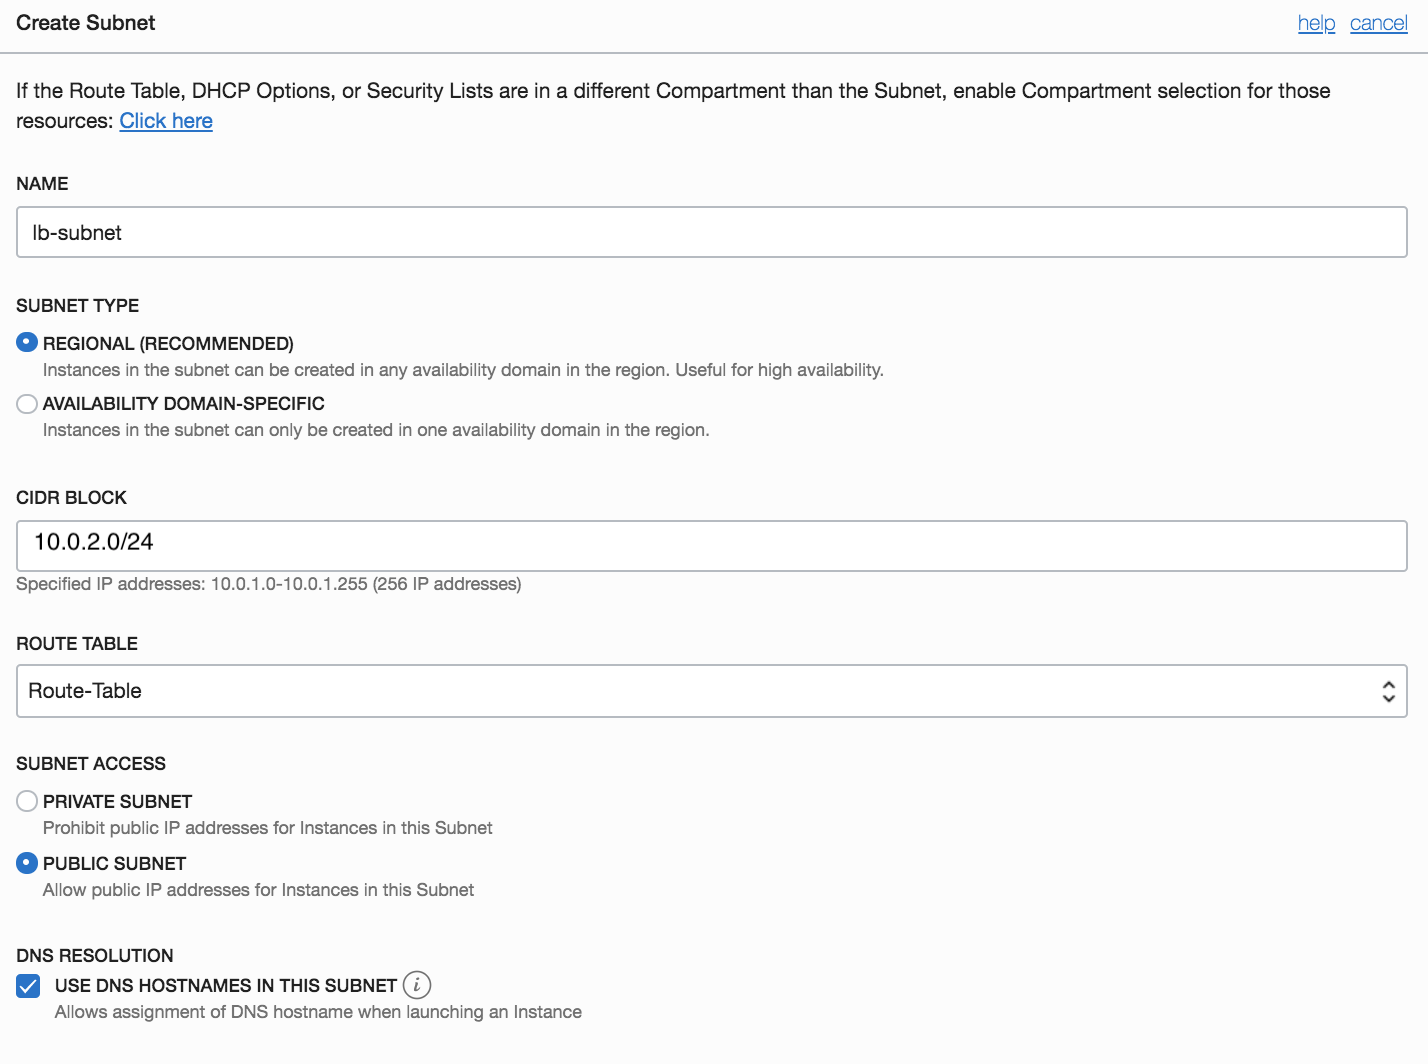 Create Subnet
help cancel
If the Route Table, DHCP Options, or Security Lists are in a different Compartment than the Subnet, enable Compartment selection for those
resources: Click here
NAME
lb-subnet
SUBNET TYPE
REGIONAL (RECOMMENDED)
Instances in the subnet can be created in any availability domain in the region. Useful for high availability.
AVAILABILITY DOMAIN-SPECIFIC
Instances in the subnet can only be created in one availability domain in the region.
CIDR BLOCK
10.0.2.0/24
Specified IP addresses: 10.0.1.0-10.0.1.255 (256 IP addresses)
ROUTE TABLE
Route-Table
SUBNET ACCESS
PRIVATE SUBNET
Prohibit public IP addresses for Instances in this Subnet
PUBLIC SUBNET
Allow public IP addresses for Instances in this Subnet
DNS RESOLUTION
USE DNS HOSTNAMES IN THIS SUBNET i
Allows assignment of DNS hostname when launching an Instance